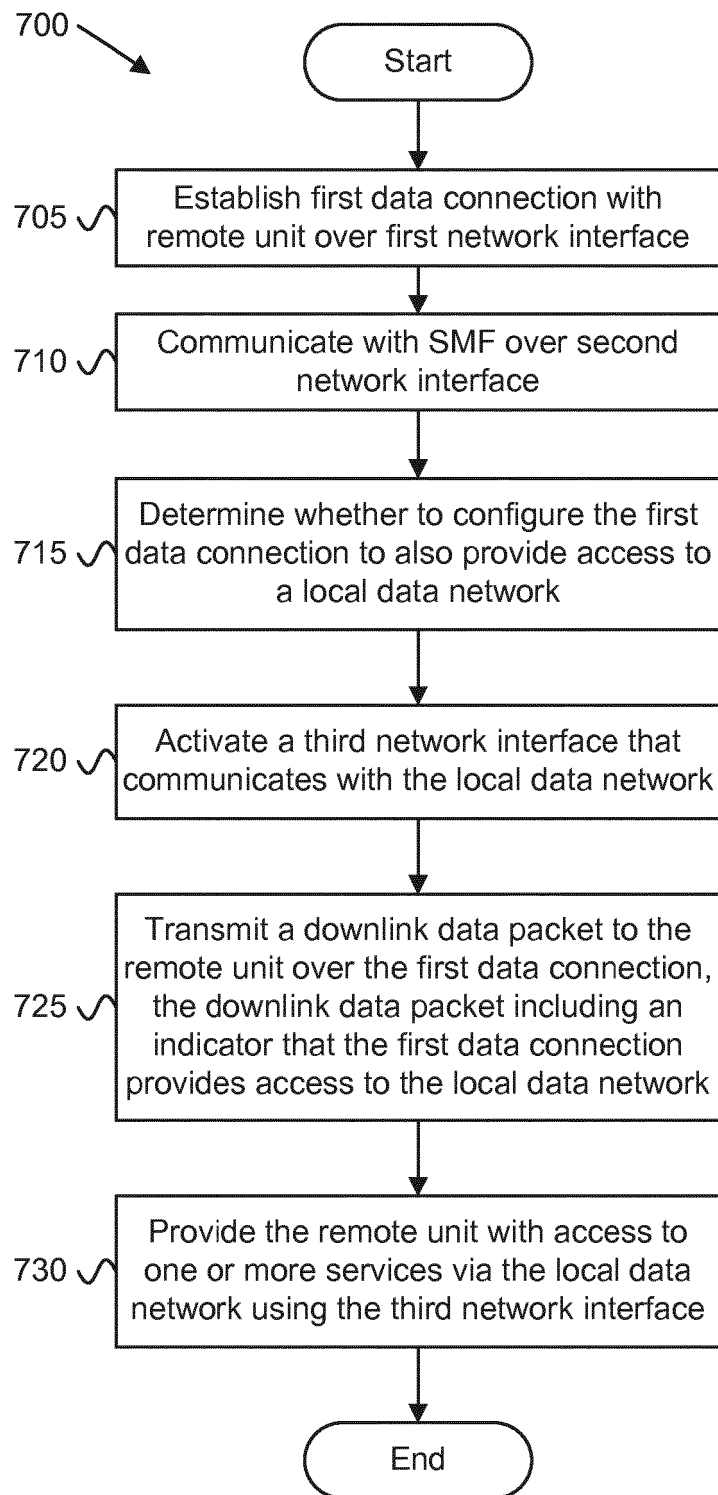 700
Start
705
Establish first data connection with
remote unit over first network interface
710
Communicate with SMF over second
network interface
715
Determine whether to configure the first
data connection to also provide access to
a local data network
720
Activate a third network interface that
communicates with the local data network
725
Transmit a downlink data packet to the
remote unit over the first data connection,
the downlink data packet including an
indicator that the first data connection
provides access to the local data network
730
Provide the remote unit with access to
one or more services via the local data
network using the third network interface
End